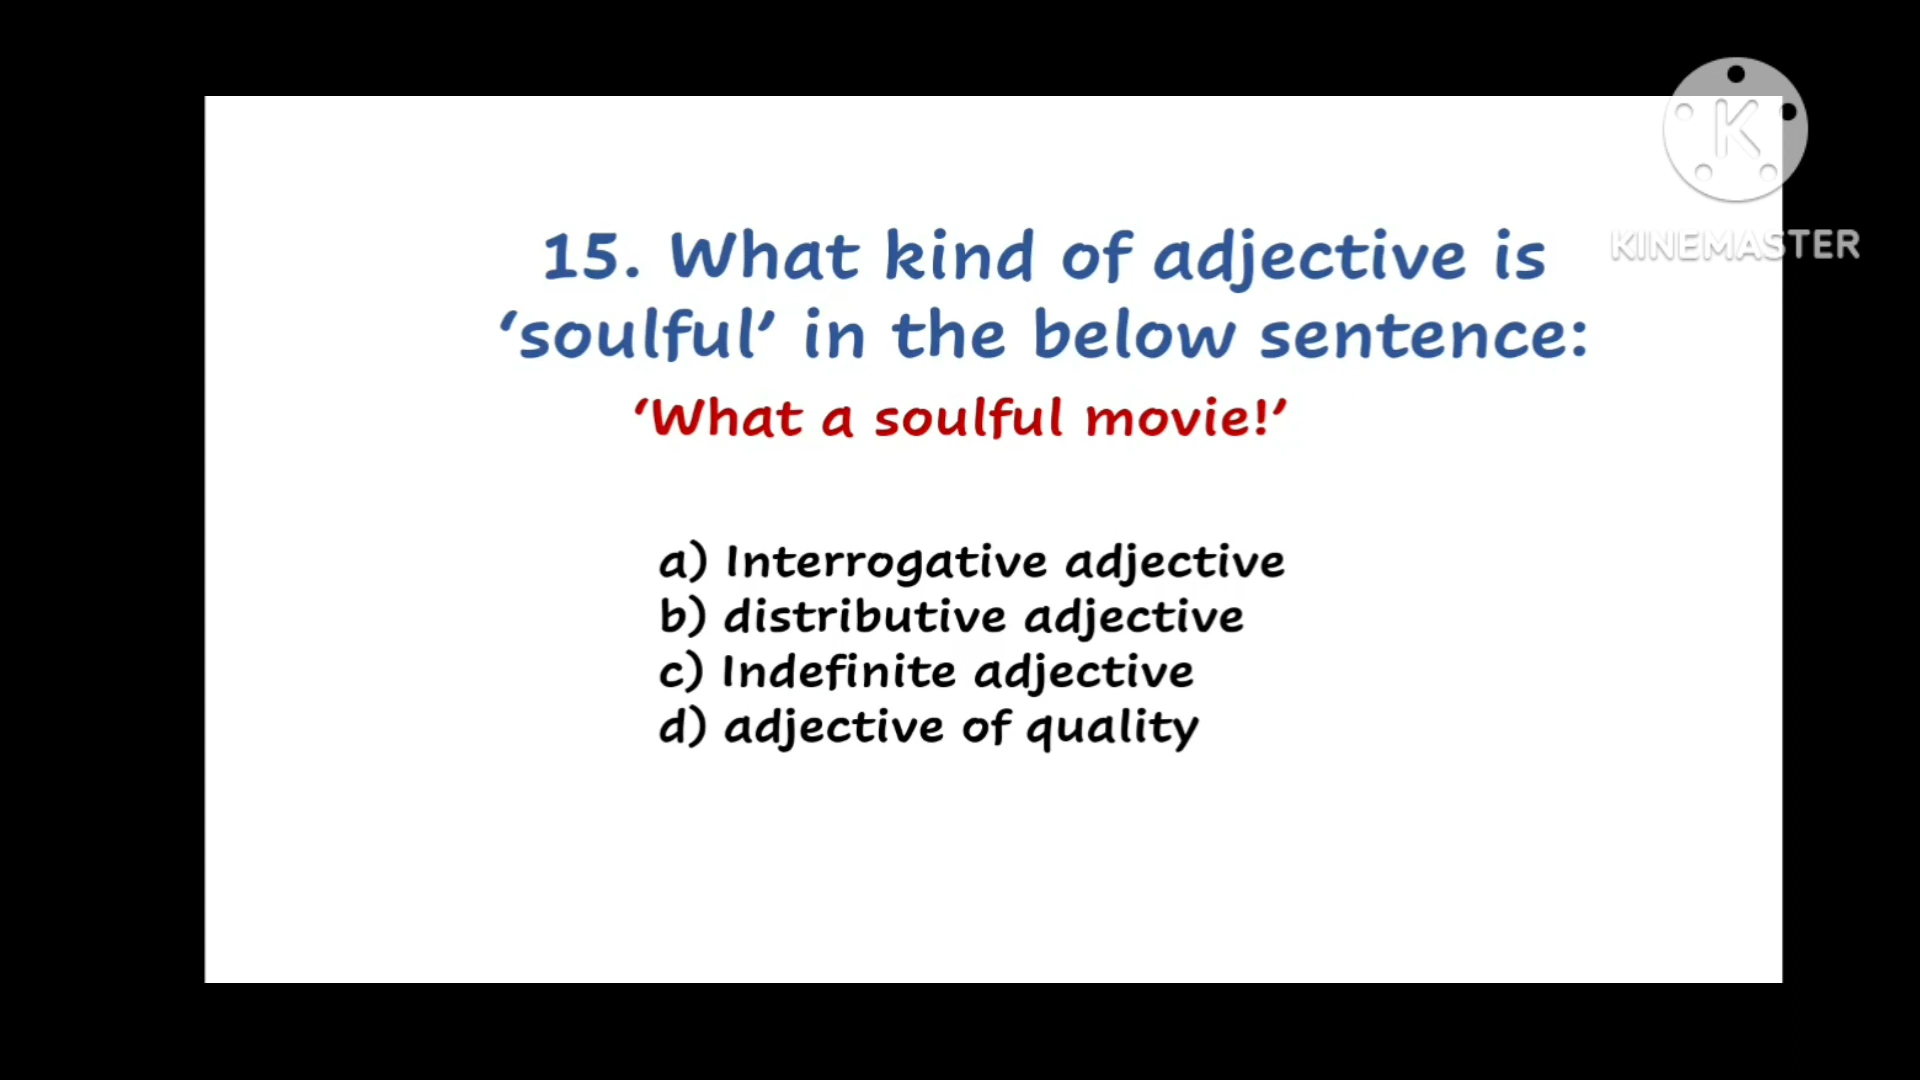 K
KINEMASTER
15. What kind of adjective is
‘soulful’ in the below sentence:
‘What a soulful movie!’
a) Interrogative adjective
b) distributive adjective
c) Indefinite adjective
d) adjective of quality